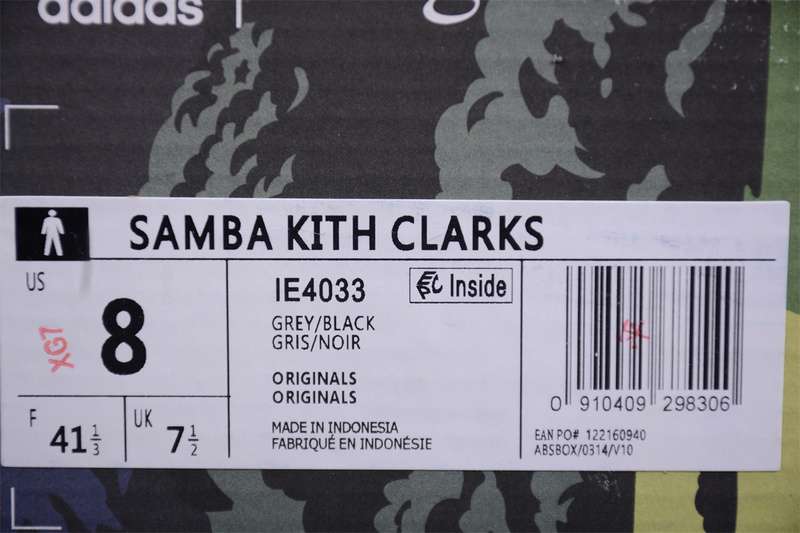 adidas
SAMBA KITH CLARKS
US
8
XG7
F
41 1/3
UK
7 1/2
IE4033
Inside
GREY/BLACK
GRIS/NOIR
ORIGINALS
ORIGINALS
MADE IN INDONESIA
FABRIQUÉ EN INDONÉSIE
0 910409 298306
EAN PO# 122160940
ABSBOX/0314/V10